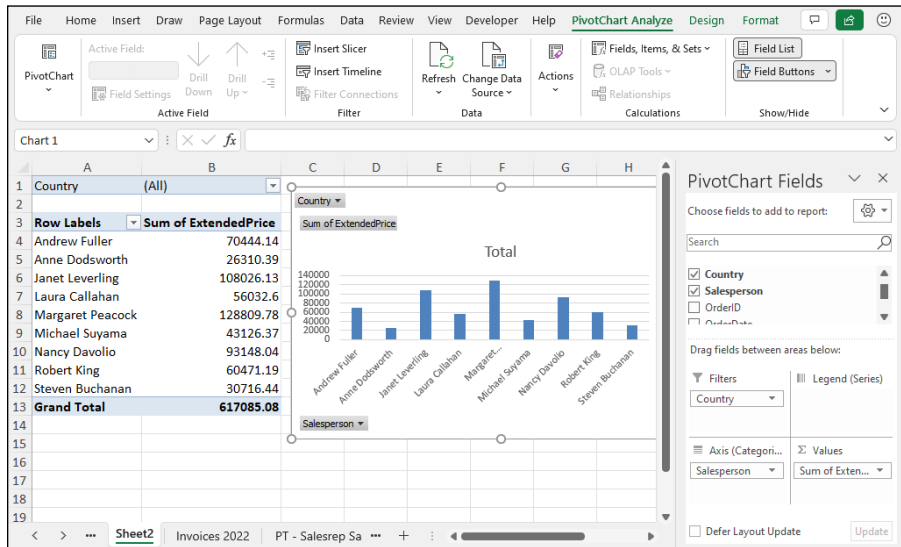 File Home Insert Draw Page Layout Formulas Data Review View Developer Help PivotChart Analyze Design Format
PivotChart
Active Field:
Field Settings
Drill Down
Drill Up
Active Field
Insert Slicer
Insert Timeline
Filter Connections
Filter
Refresh
Change Data Source
Data
Actions
Fields, Items, & Sets
OLAP Tools
Relationships
Calculations
Field List
Field Buttons
Show/Hide
Chart 1
fx
A B C D E F G H
1 Country (All)
2
3 Row Labels Sum of ExtendedPrice
4 Andrew Fuller 70444.14
5 Anne Dodsworth 26310.39
6 Janet Leverling 108026.13
7 Laura Callahan 56032.6
8 Margaret Peacock 128809.78
9 Michael Suyama 43126.37
10 Nancy Davolio 93148.04
11 Robert King 60471.19
12 Steven Buchanan 30716.44
13 Grand Total 617085.08
14
15
16
17
18
19
Country
Sum of ExtendedPrice
Total
140000
120000
100000
80000
60000
40000
20000
0
Andrew Fuller
Anne Dodsworth
Janet Leverling
Laura Callahan
Margaret...
Michael Suyama
Nancy Davolio
Robert King
Steven Buchanan
Salesperson
PivotChart Fields
Choose fields to add to report:
Search
Country
Salesperson
OrderID
OrderDate
Drag fields between areas below:
Filters
Country
Legend (Series)
Axis (Categori...
Salesperson
Σ Values
Sum of Exten...
Defer Layout Update
Update
... Sheet2 Invoices 2022 PT - Salesrep Sa ... +